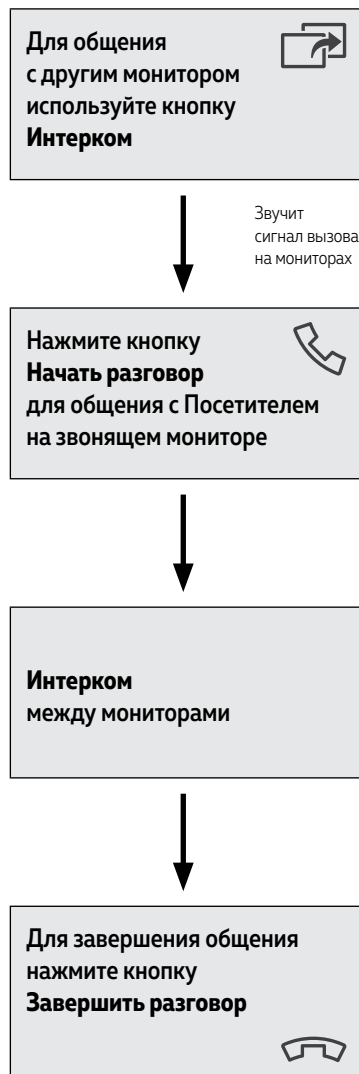 Для общения
с другим монитором
используйте кнопку
Интерком
Звучит
сигнал вызова
на мониторах
Нажмите кнопку
Начать разговор
для общения с Посетителем
на звонящем мониторе
Интерком
между мониторами
Для завершения общения
нажмите кнопку
Завершить разговор